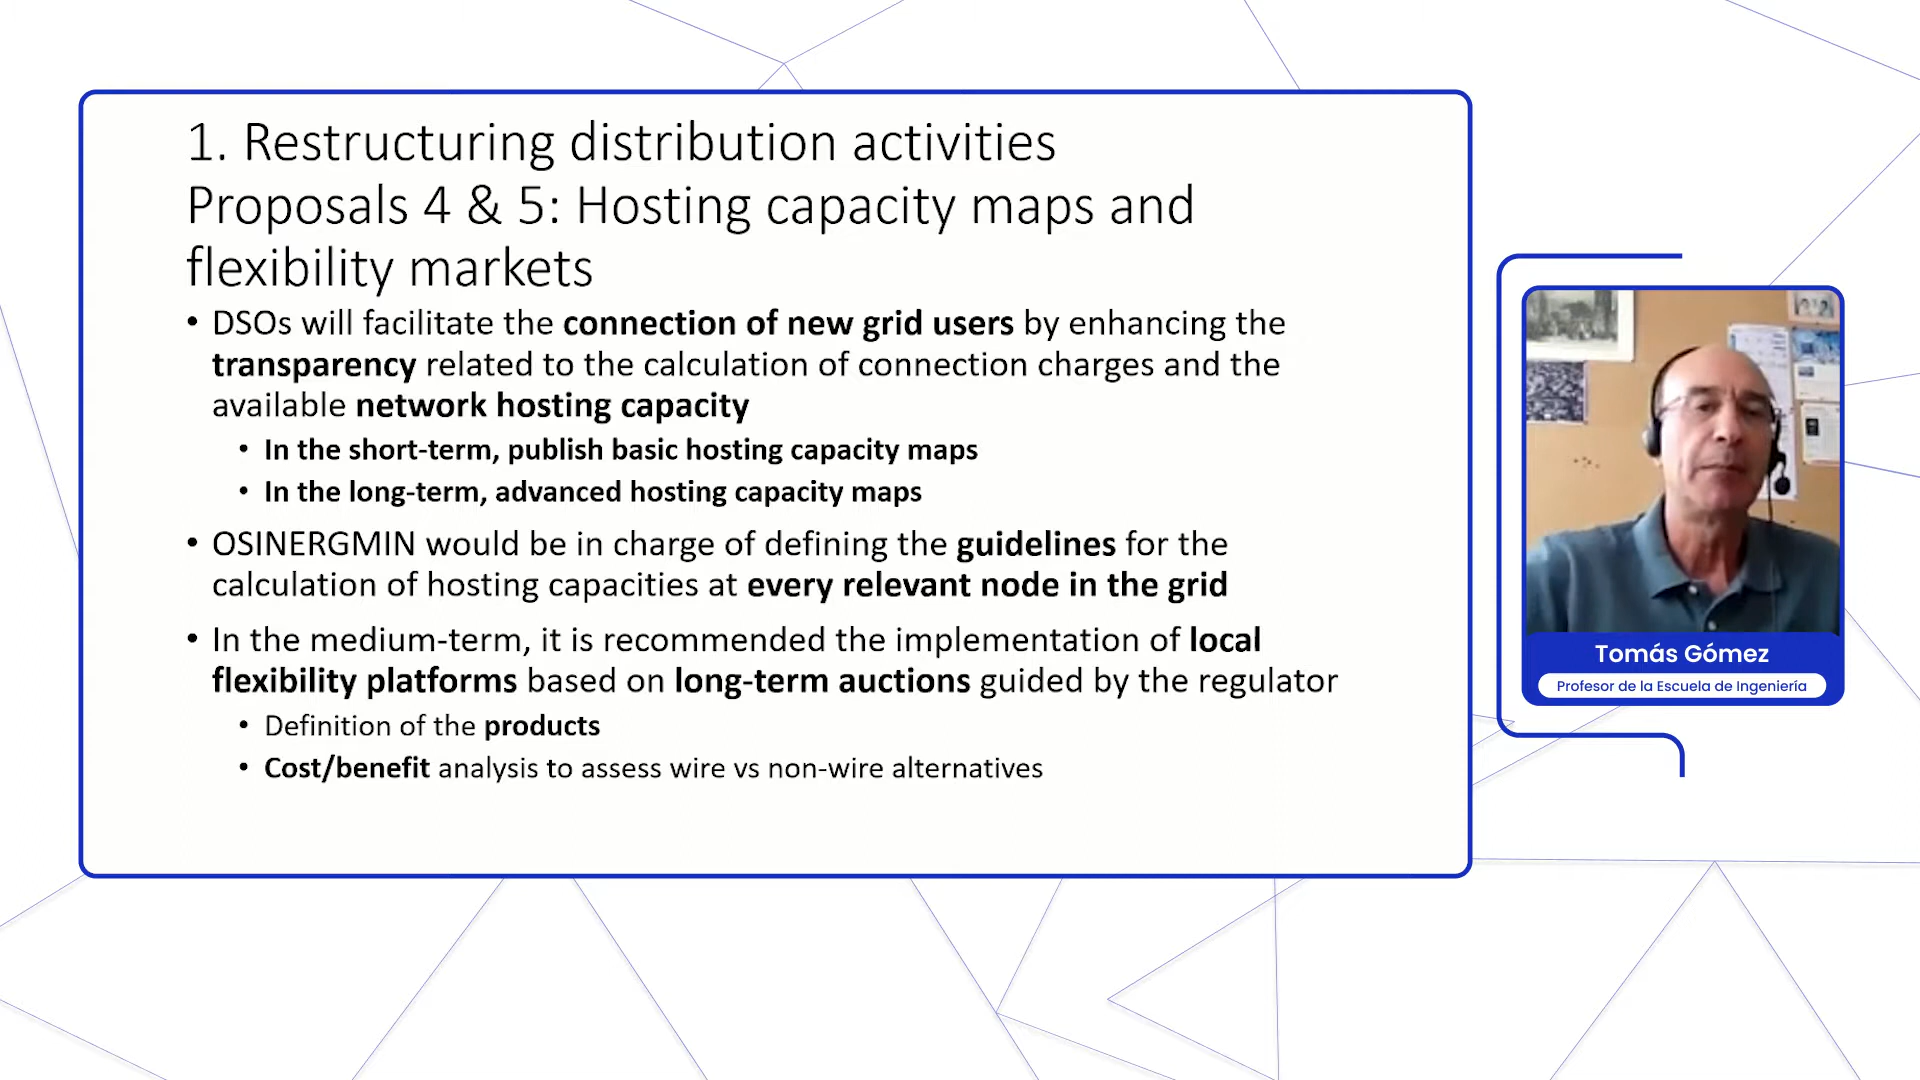 1. Restructuring distribution activities
Proposals 4 & 5: Hosting capacity maps and
flexibility markets
• DSOs will facilitate the connection of new grid users by enhancing the
transparency related to the calculation of connection charges and the
available network hosting capacity
• In the short-term, publish basic hosting capacity maps
• In the long-term, advanced hosting capacity maps
• OSINERGMIN would be in charge of defining the guidelines for the
calculation of hosting capacities at every relevant node in the grid
• In the medium-term, it is recommended the implementation of local
flexibility platforms based on long-term auctions guided by the regulator
• Definition of the products
• Cost/benefit analysis to assess wire vs non-wire alternatives
Tomás Gómez
Profesor de la Escuela de Ingeniería